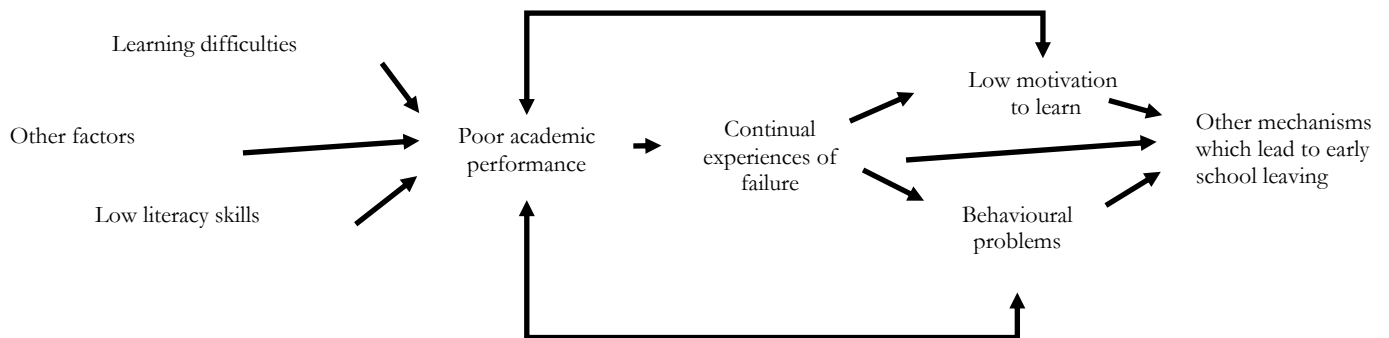 Learning difficulties
Other factors
Low literacy skills
Poor academic
performance
Continual
experiences of
failure
Low motivation
to learn
Behavioural
problems
Other mechanisms
which lead to early
school leaving